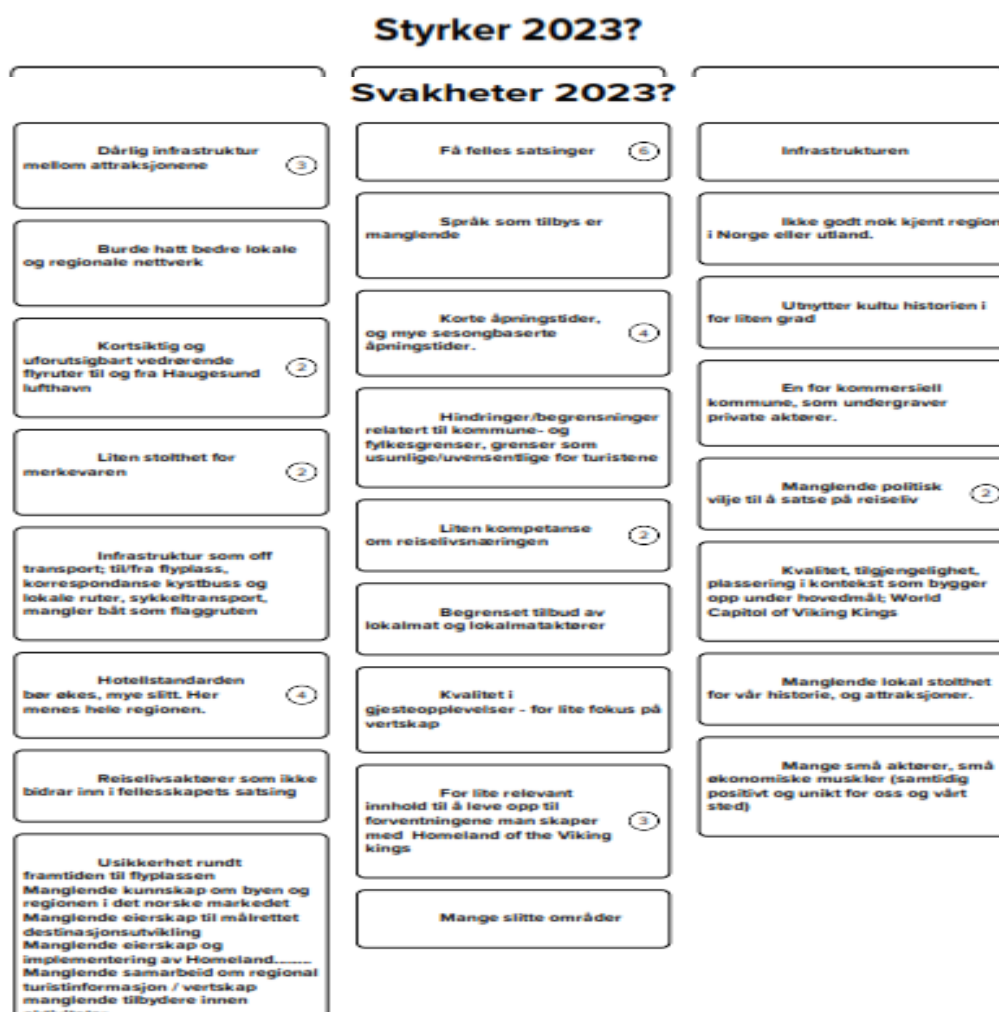 Styrker 2023?
Svakheter 2023?
Dårlig infrastruktur
mellom attraksjonene
3
Burde hatt bedre lokale
og regionale nettverk
Kortsiktig og
uforutsigbart vedrørende
flyruter til og fra Haugesund
lufthavn
2
Liten stolthet for
merkevaren
2
Infrastruktur som off
transport; til/fra flyplass,
korrespondanse kystbuss og
lokale ruter, sykkeltransport,
mangler båt som flaggruten
Hotellstandarden
bør økes, mye slitt. Her
menes hele regionen.
4
Reiselivsaktører som ikke
bidrar inn i fellesskapets satsing
Usikkerhet rundt
framtiden til flyplassen
Manglende kunnskap om byen og
regionen i det norske markedet
Manglende eierskap til målrettet
destinasjonsutvikling
Manglende eierskap og
implementering av Homeland......
Manglende samarbeid om regional
turistinformasjon / vertskap
manglende tilbydere innen
Få felles satsinger
6
Språk som tilbys er
manglende
Korte åpningstider,
og mye sesongbaserte
åpningstider.
4
Hindringer/begrensninger
relatert til kommune- og
fylkesgrenser, grenser som
usunlige/uvensentlige for turistene
Liten kompetanse
om reiselivsnæringen
2
Begrenset tilbud av
lokalmat og lokalmataktører
Kvalitet i
gjesteopplevelser - for lite fokus på
vertskap
For lite relevant
innhold til å leve opp til
forventningene man skaper
med Homeland of the Viking
kings
3
Mange slitte områder
Infrastrukturen
Ikke godt nok kjent region
i Norge eller utland.
Utnytter kultu historien i
for liten grad
En for kommersiell
kommune, som undergraver
private aktører.
Manglende politisk
vilje til å satse på reiseliv
2
Kvalitet, tilgjengelighet,
plassering i kontekst som bygger
opp under hovedmål; World
Capitol of Viking Kings
Manglende lokal stolthet
for vår historie, og attraksjoner.
Mange små aktører, små
økonomiske muskler (samtidig
positivt og unikt for oss og vårt
sted)